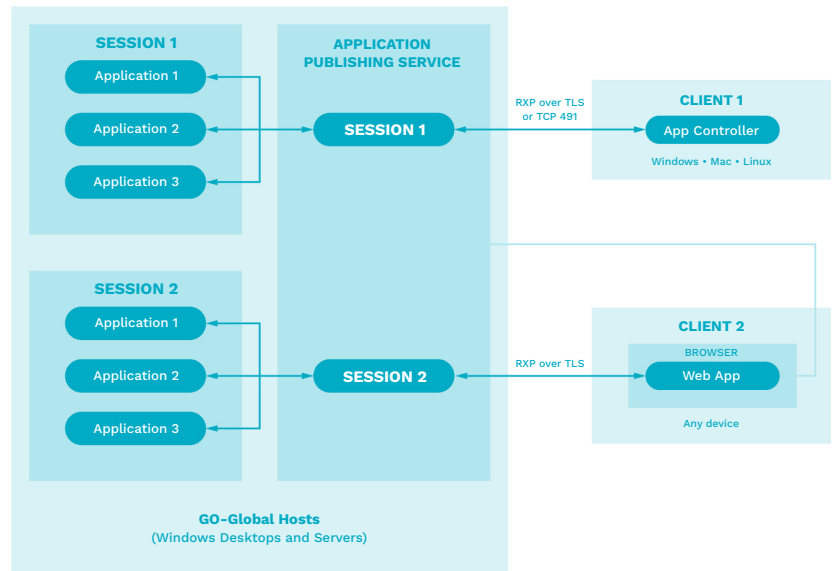 SESSION 1
Application 1
Application 2
Application 3
APPLICATION
PUBLISHING SERVICE
SESSION 1
RXP over TLS
or TCP 491
CLIENT 1
App Controller
Windows • Mac • Linux
SESSION 2
Application 1
Application 2
Application 3
SESSION 2
RXP over TLS
CLIENT 2
BROWSER
Web App
Any device
GO-Global Hosts
(Windows Desktops and Servers)